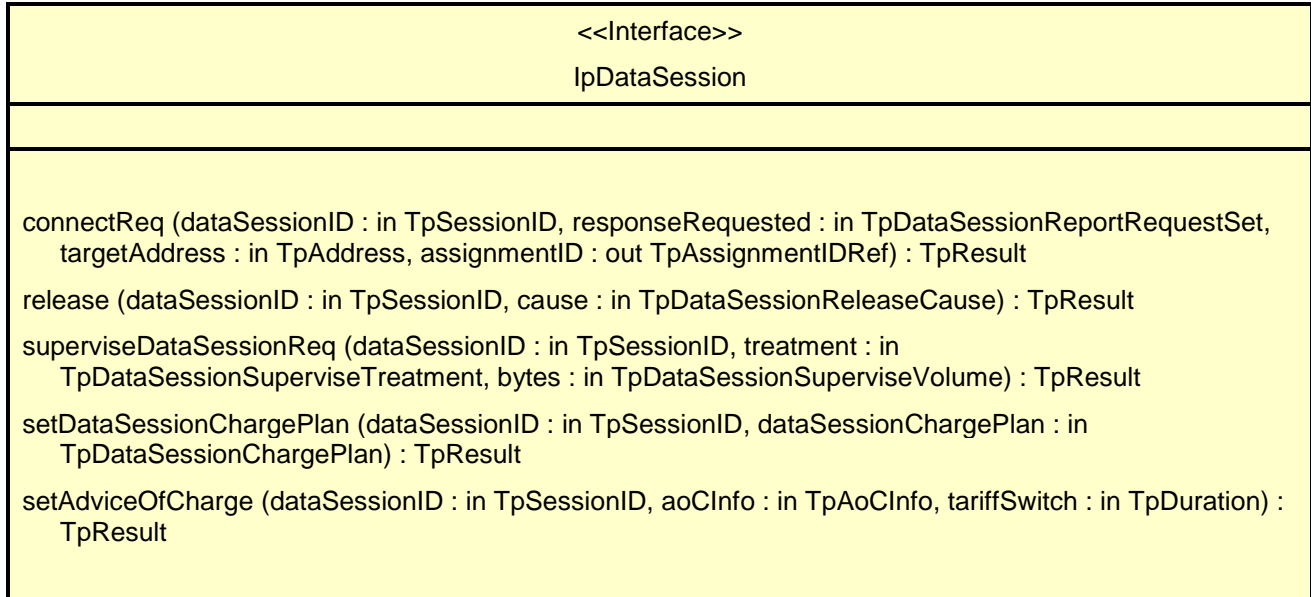 <<Interface>>
IpDataSession
connectReq (dataSessionID : in TpSessionID, responseRequested : in TpDataSessionReportRequestSet,
targetAddress : in TpAddress, assignmentID : out TpAssignmentIDRef) : TpResult
release (dataSessionID : in TpSessionID, cause : in TpDataSessionReleaseCause) : TpResult
superviseDataSessionReq (dataSessionID : in TpSessionID, treatment : in
TpDataSessionSuperviseTreatment, bytes : in TpDataSessionSuperviseVolume) : TpResult
setDataSessionChargePlan (dataSessionID : in TpSessionID, dataSessionChargePlan : in
TpDataSessionChargePlan) : TpResult
setAdviceOfCharge (dataSessionID : in TpSessionID, aoCInfo : in TpAoCInfo, tariffSwitch : in TpDuration) :
TpResult